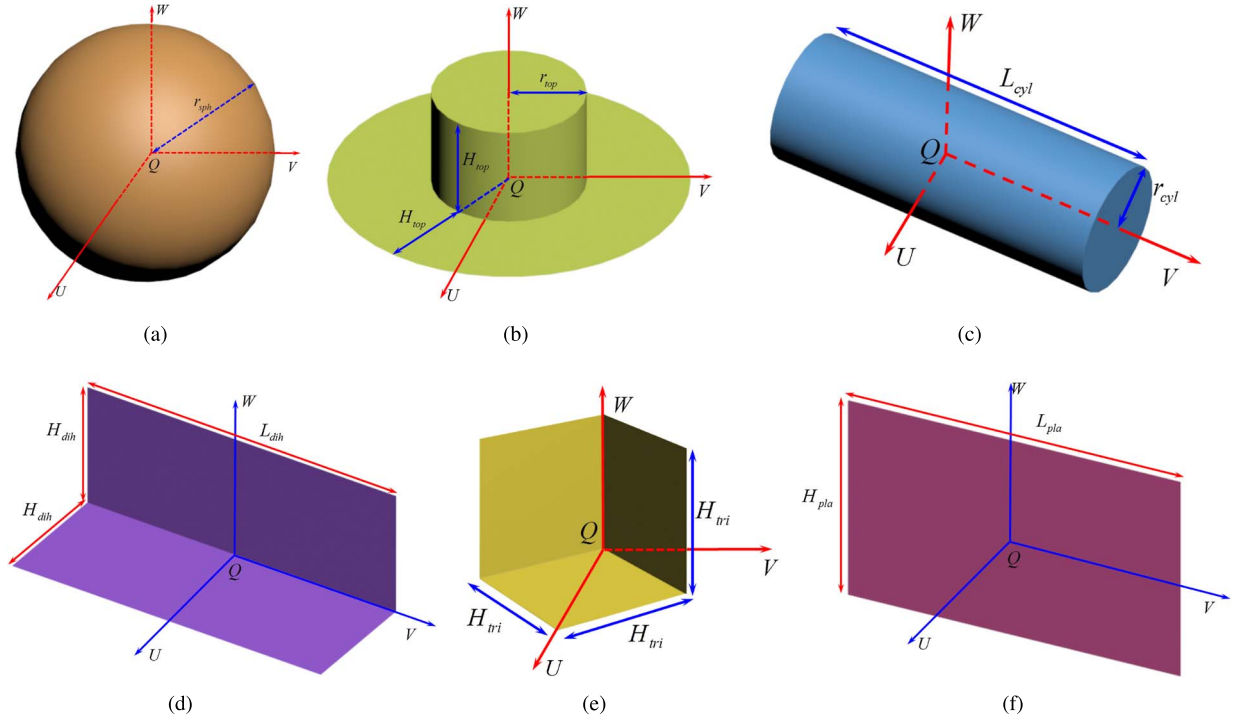 W
r_sph
Q
V
U
(a)
W
r_top
H_top
Q
V
H_top
U
(b)
W
L_cyl
Q
r_cyl
U
V
(c)
W
H_dih
L_dih
H_dih
Q
U
V
(d)
W
Q
H_tri
V
H_tri
H_tri
U
(e)
W
L_pla
H_pla
Q
V
U
(f)